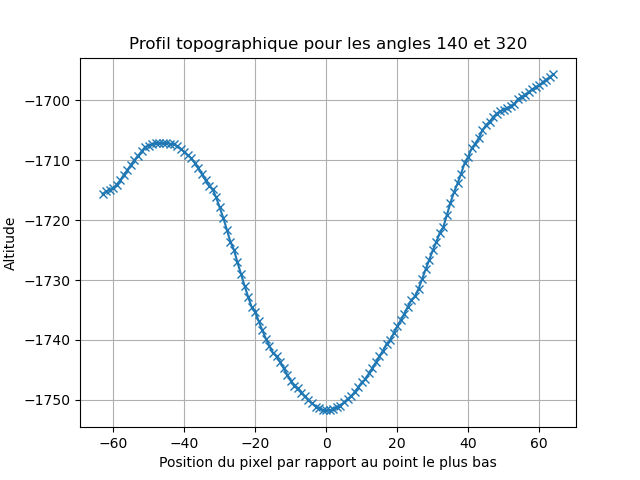 Profil topographique pour les angles 140 et 320
Altitude
−1700
−1710
−1720
−1730
−1740
−1750
−60 −40 −20 0 20 40 60
Position du pixel par rapport au point le plus bas